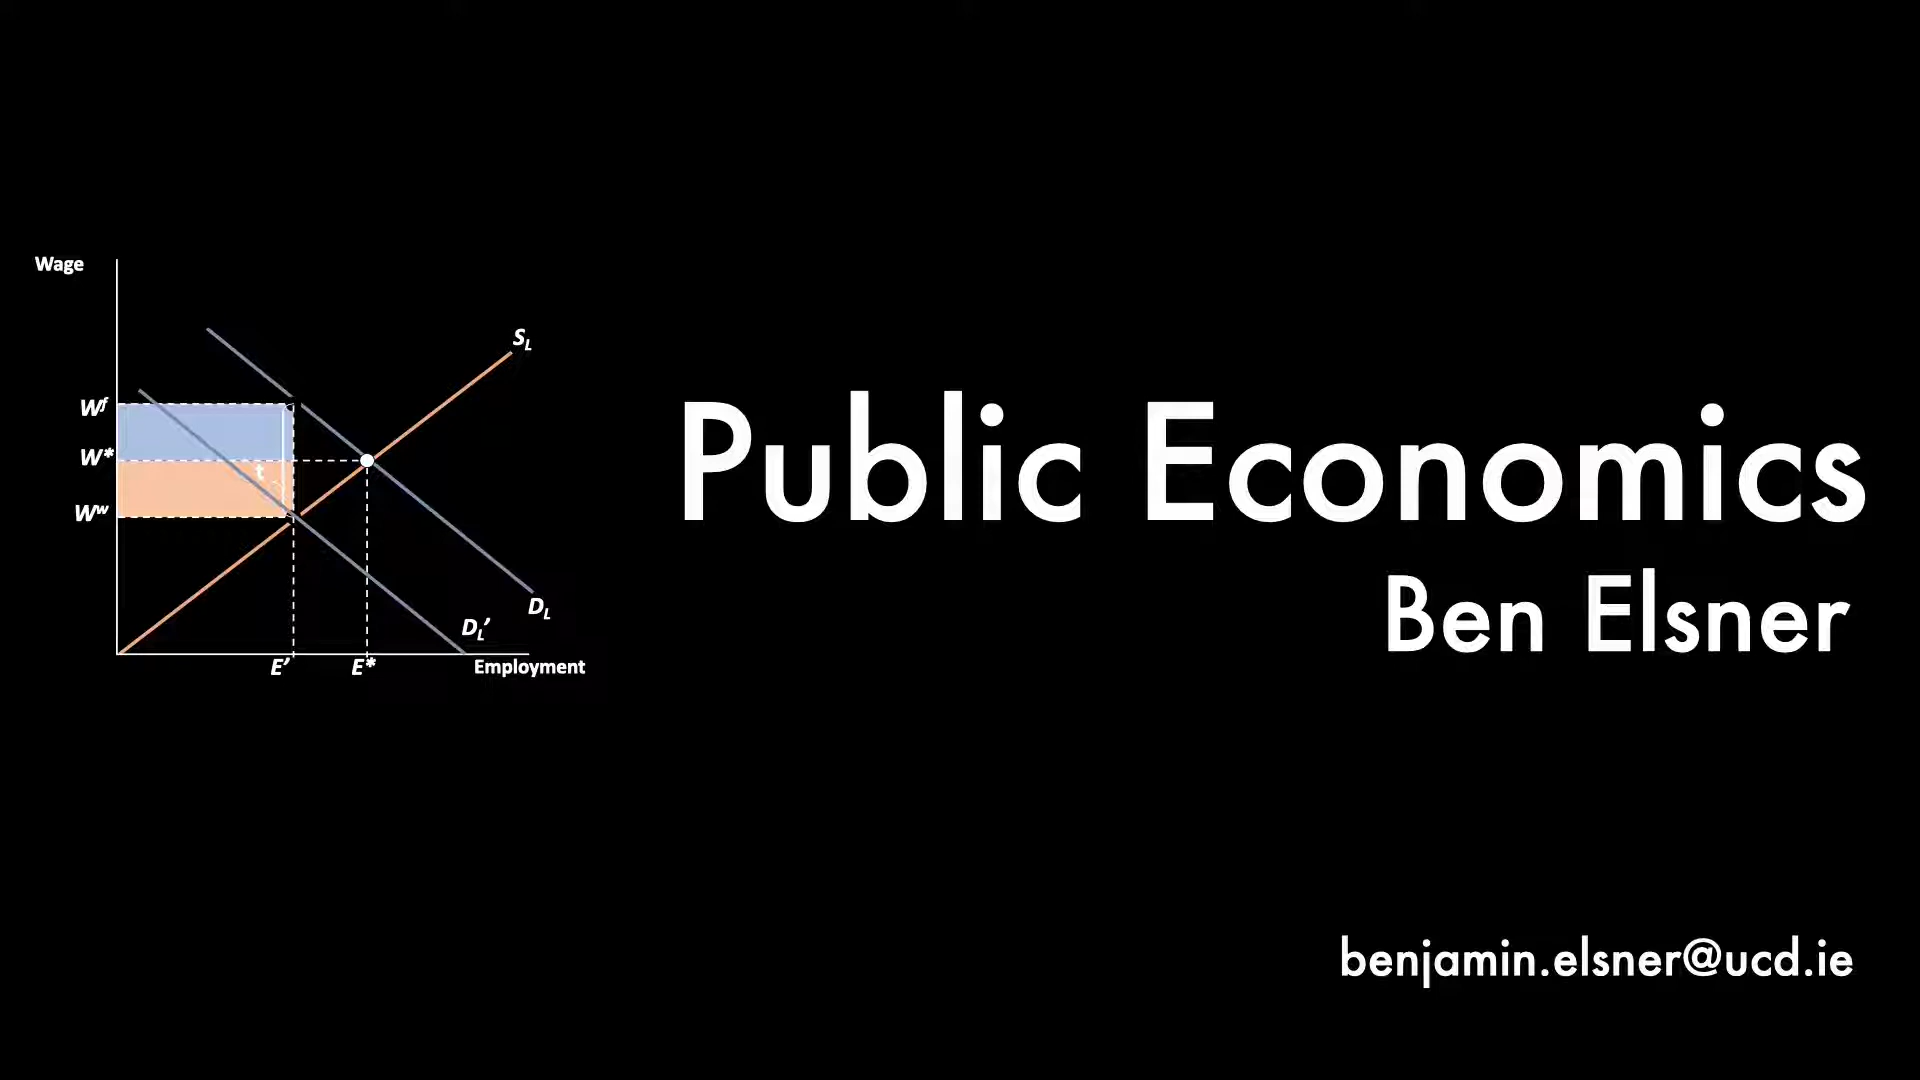 Wage
S_L
W^f
W*
t
W^w
D_L
D_L’
E’
E*
Employment
Public Economics
Ben Elsner
benjamin.elsner@ucd.ie